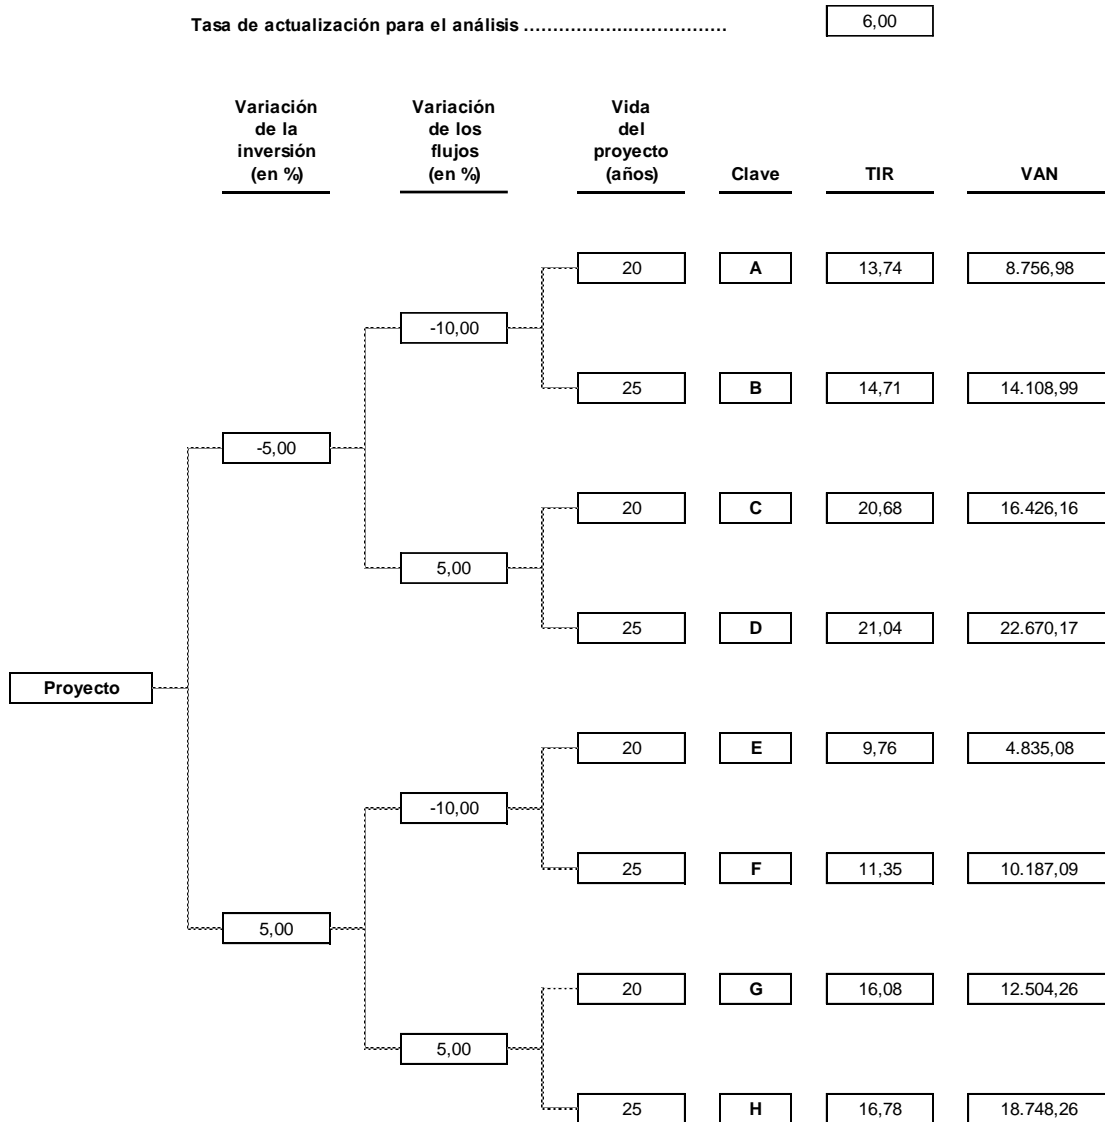 Tasa de actualización para el análisis ………………..………………
6,00
Variación de la inversión (en %)
Variación de los flujos (en %)
Vida del proyecto (años)
Clave
TIR
VAN
20
A
13,74
8.756,98
-10,00
25
B
14,71
14.108,99
-5,00
20
C
20,68
16.426,16
5,00
25
D
21,04
22.670,17
Proyecto
20
E
9,76
4.835,08
-10,00
25
F
11,35
10.187,09
5,00
20
G
16,08
12.504,26
5,00
25
H
16,78
18.748,26